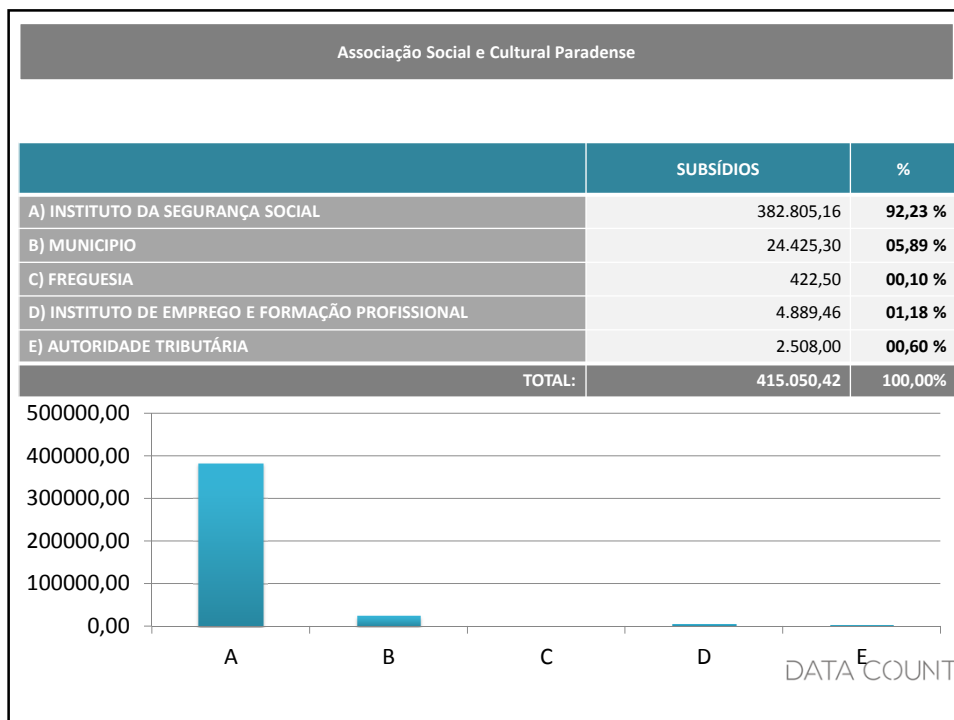 Associação Social e Cultural Paradense
SUBSÍDIOS %
A) INSTITUTO DA SEGURANÇA SOCIAL 382.805,16 92,23 %
B) MUNICIPIO 24.425,30 05,89 %
C) FREGUESIA 422,50 00,10 %
D) INSTITUTO DE EMPREGO E FORMAÇÃO PROFISSIONAL 4.889,46 01,18 %
E) AUTORIDADE TRIBUTÁRIA 2.508,00 00,60 %
TOTAL: 415.050,42 100,00%
500000,00
400000,00
300000,00
200000,00
100000,00
0,00
A B C D E
DATA COUNT